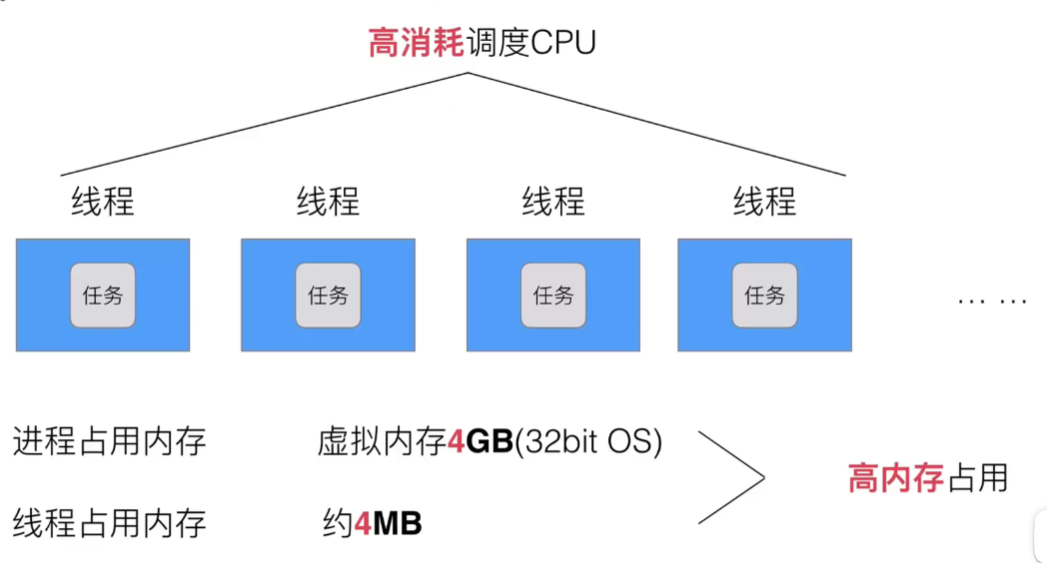 高消耗调度CPU
线程 线程 线程 线程
任务 任务 任务 任务 ... ...
进程占用内存 虚拟内存4GB(32bit OS)
高内存占用
线程占用内存 约4MB